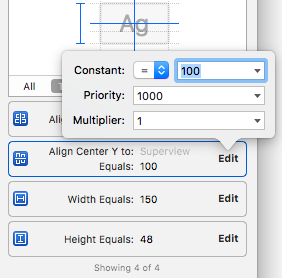 Ag
Constant: = 100
Priority: 1000
Multiplier: 1
All
Align Center Y to: Superview
Equals: 100
Edit
Width Equals: 150 Edit
Height Equals: 48 Edit
Showing 4 of 4